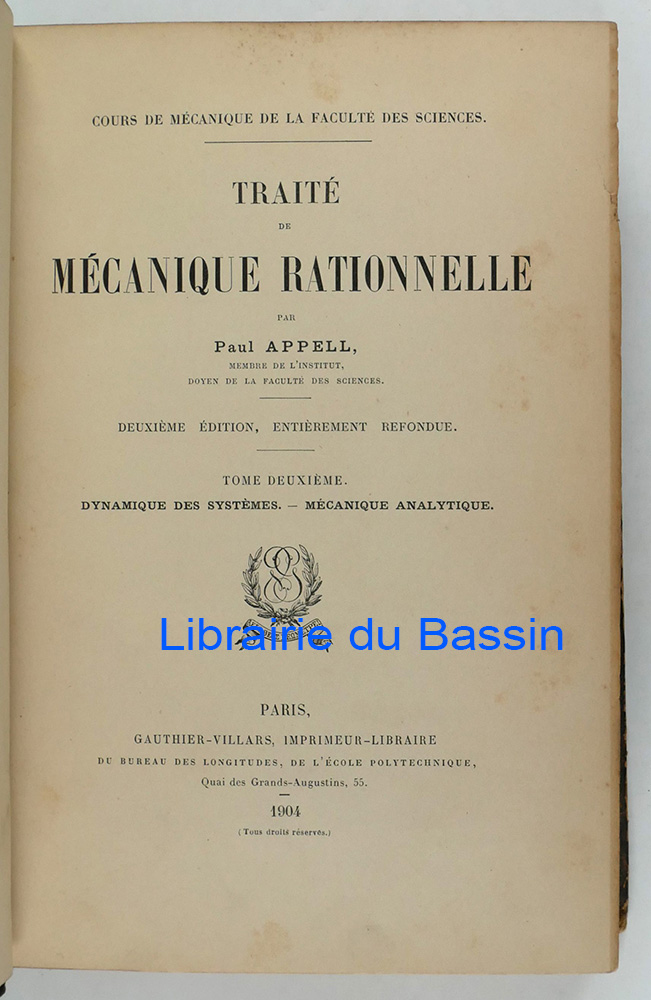 COURS DE MÉCANIQUE DE LA FACULTÉ DES SCIENCES.
TRAITÉ
DE
MÉCANIQUE RATIONNELLE
PAR
Paul APPELL,
MEMBRE DE L'INSTITUT,
DOYEN DE LA FACULTÉ DES SCIENCES.
DEUXIÈME ÉDITION, ENTIÈREMENT REFONDUE.
TOME DEUXIÈME.
DYNAMIQUE DES SYSTÈMES. — MÉCANIQUE ANALYTIQUE.
Librairie du Bassin
PARIS,
GAUTHIER-VILLARS, IMPRIMEUR-LIBRAIRE
DU BUREAU DES LONGITUDES, DE L'ÉCOLE POLYTECHNIQUE,
Quai des Grands-Augustins, 55.
1904
(Tous droits réservés.)